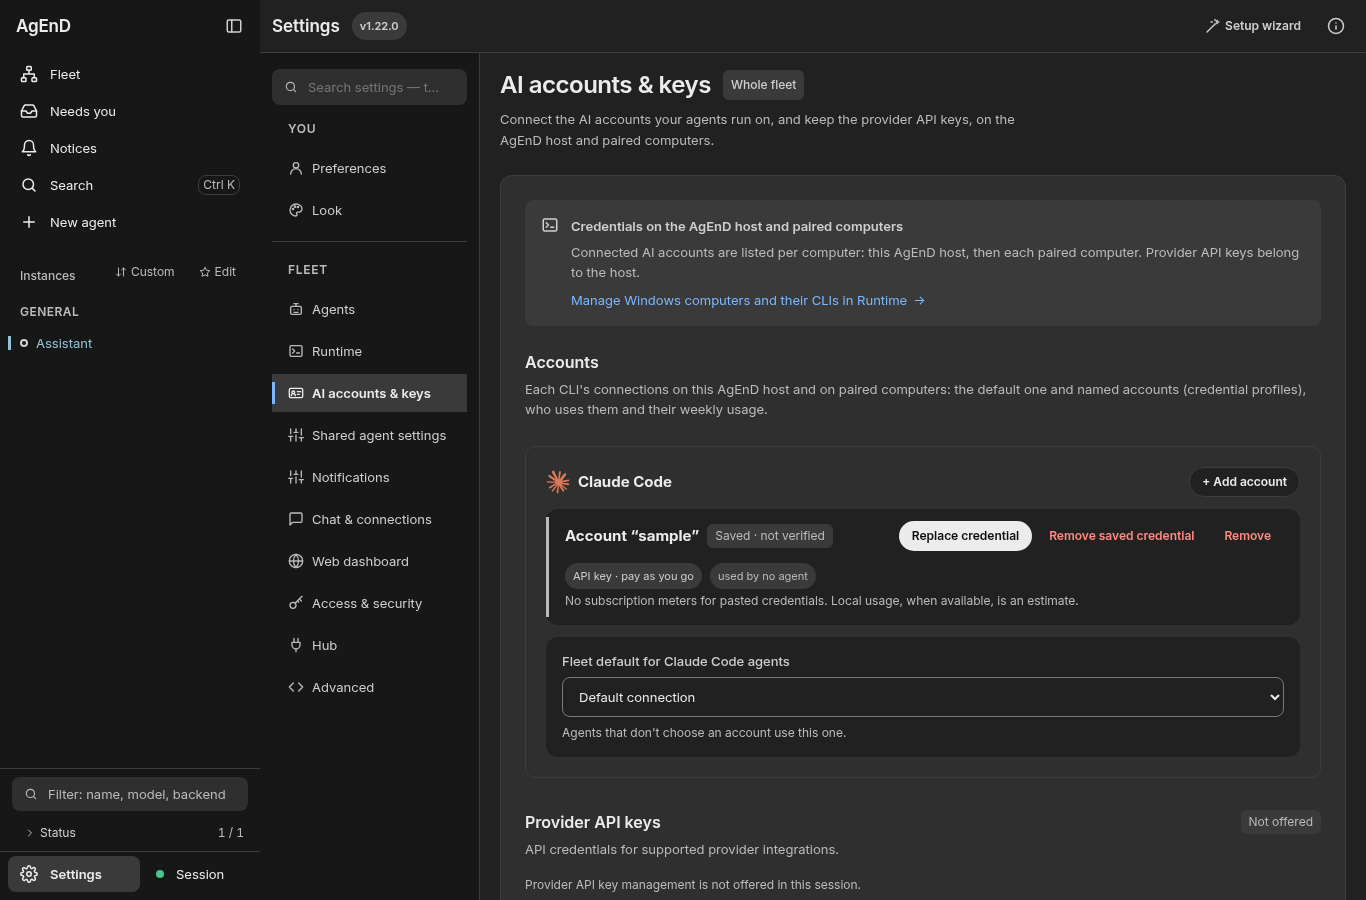 AgEnD
Fleet
Needs you
Notices
Search
Ctrl K
New agent
Instances
Custom
Edit
GENERAL
Assistant
Filter: name, model, backend
Status
1 / 1
Settings
Session
Settings
v1.22.0
Setup wizard
Search settings — t...
YOU
Preferences
Look
FLEET
Agents
Runtime
AI accounts & keys
Shared agent settings
Notifications
Chat & connections
Web dashboard
Access & security
Hub
Advanced
AI accounts & keys
Whole fleet
Connect the AI accounts your agents run on, and keep the provider API keys, on the
AgEnD host and paired computers.
Credentials on the AgEnD host and paired computers
Connected AI accounts are listed per computer: this AgEnD host, then each paired computer. Provider API keys belong
to the host.
Manage Windows computers and their CLIs in Runtime →
Accounts
Each CLI's connections on this AgEnD host and on paired computers: the default one and named accounts (credential profiles),
who uses them and their weekly usage.
Claude Code
+ Add account
Account “sample”
Saved · not verified
Replace credential
Remove saved credential
Remove
API key · pay as you go
used by no agent
No subscription meters for pasted credentials. Local usage, when available, is an estimate.
Fleet default for Claude Code agents
Default connection
Agents that don't choose an account use this one.
Provider API keys
Not offered
API credentials for supported provider integrations.
Provider API key management is not offered in this session.